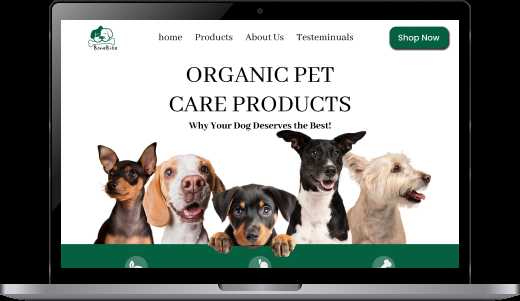 BoneBite
home Products About Us Testeminuals Shop Now
ORGANIC PET
CARE PRODUCTS
Why Your Dog Deserves the Best!